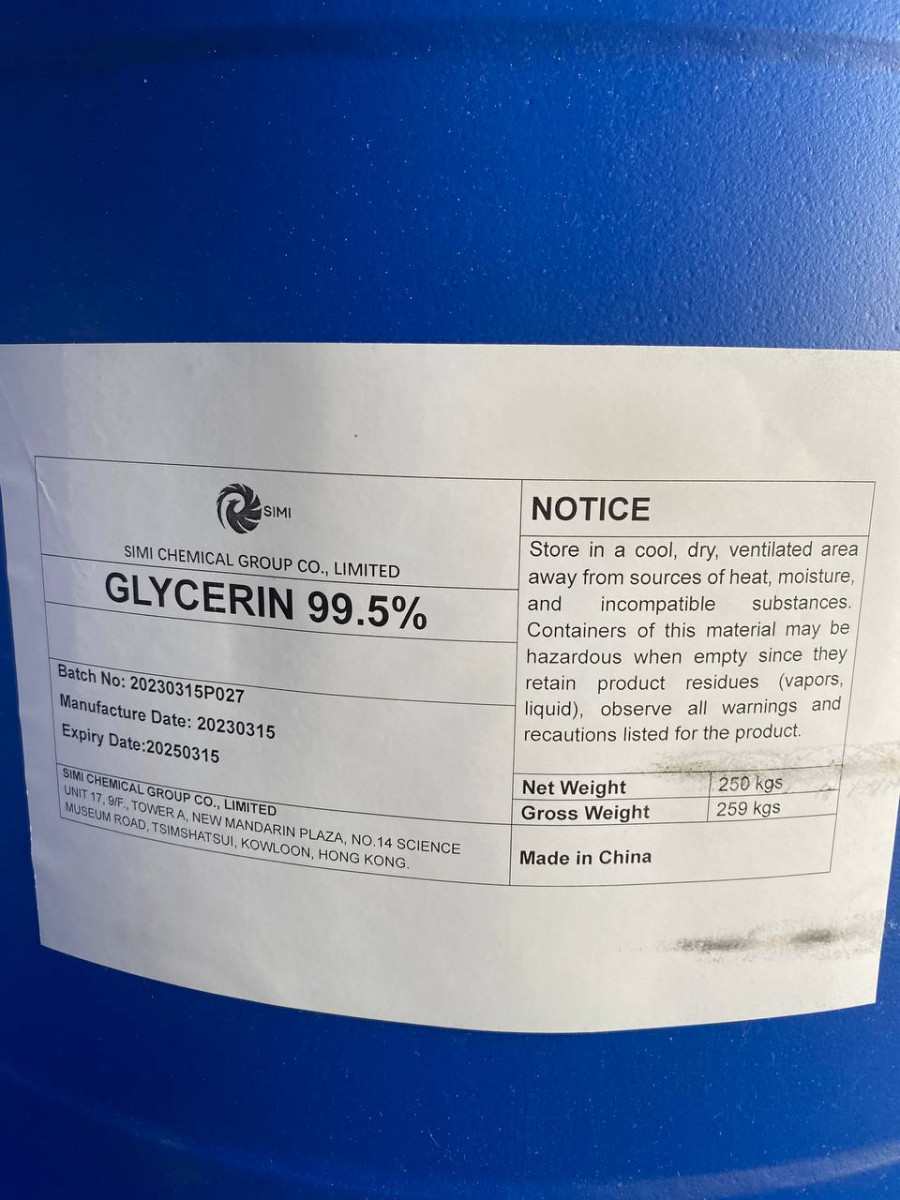 SIMI
SIMI CHEMICAL GROUP CO., LIMITED
GLYCERIN 99.5%
Batch No: 20230315P027
Manufacture Date: 20230315
Expiry Date:20250315
SIMI CHEMICAL GROUP CO., LIMITED
UNIT 17, 9/F., TOWER A, NEW MANDARIN PLAZA, NO.14 SCIENCE
MUSEUM ROAD, TSIMSHATSUI, KOWLOON, HONG KONG.
NOTICE
Store in a cool, dry, ventilated area
away from sources of heat, moisture,
and incompatible substances.
Containers of this material may be
hazardous when empty since they
retain product residues (vapors,
liquid), observe all warnings and
recautions listed for the product.
Net Weight 250 kgs
Gross Weight 259 kgs
Made in China